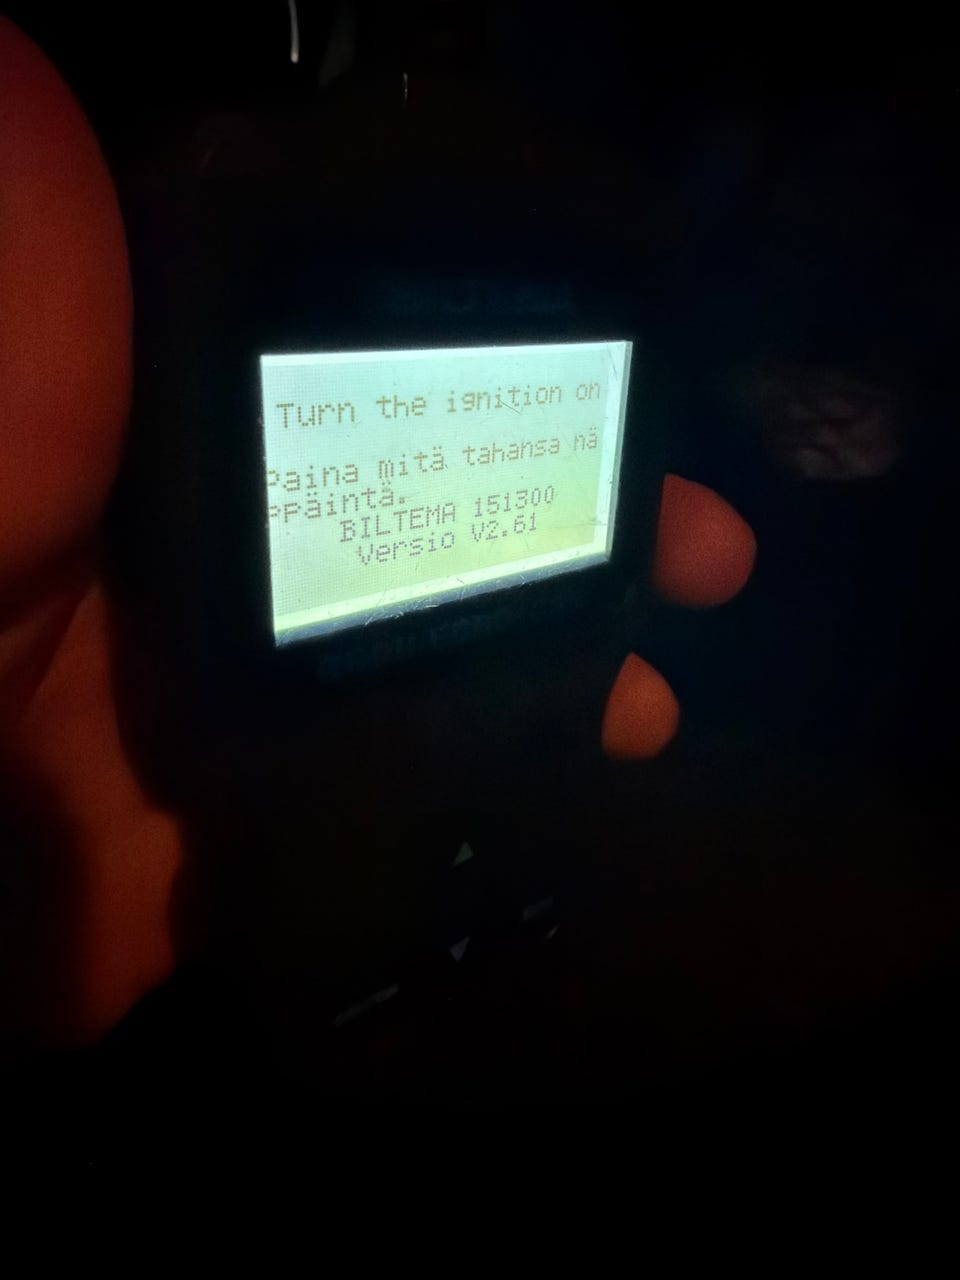 Turn the ignition on
Paina mitä tahansa nä
ppäintä.
BILTEMA 151300
Versio V2.61